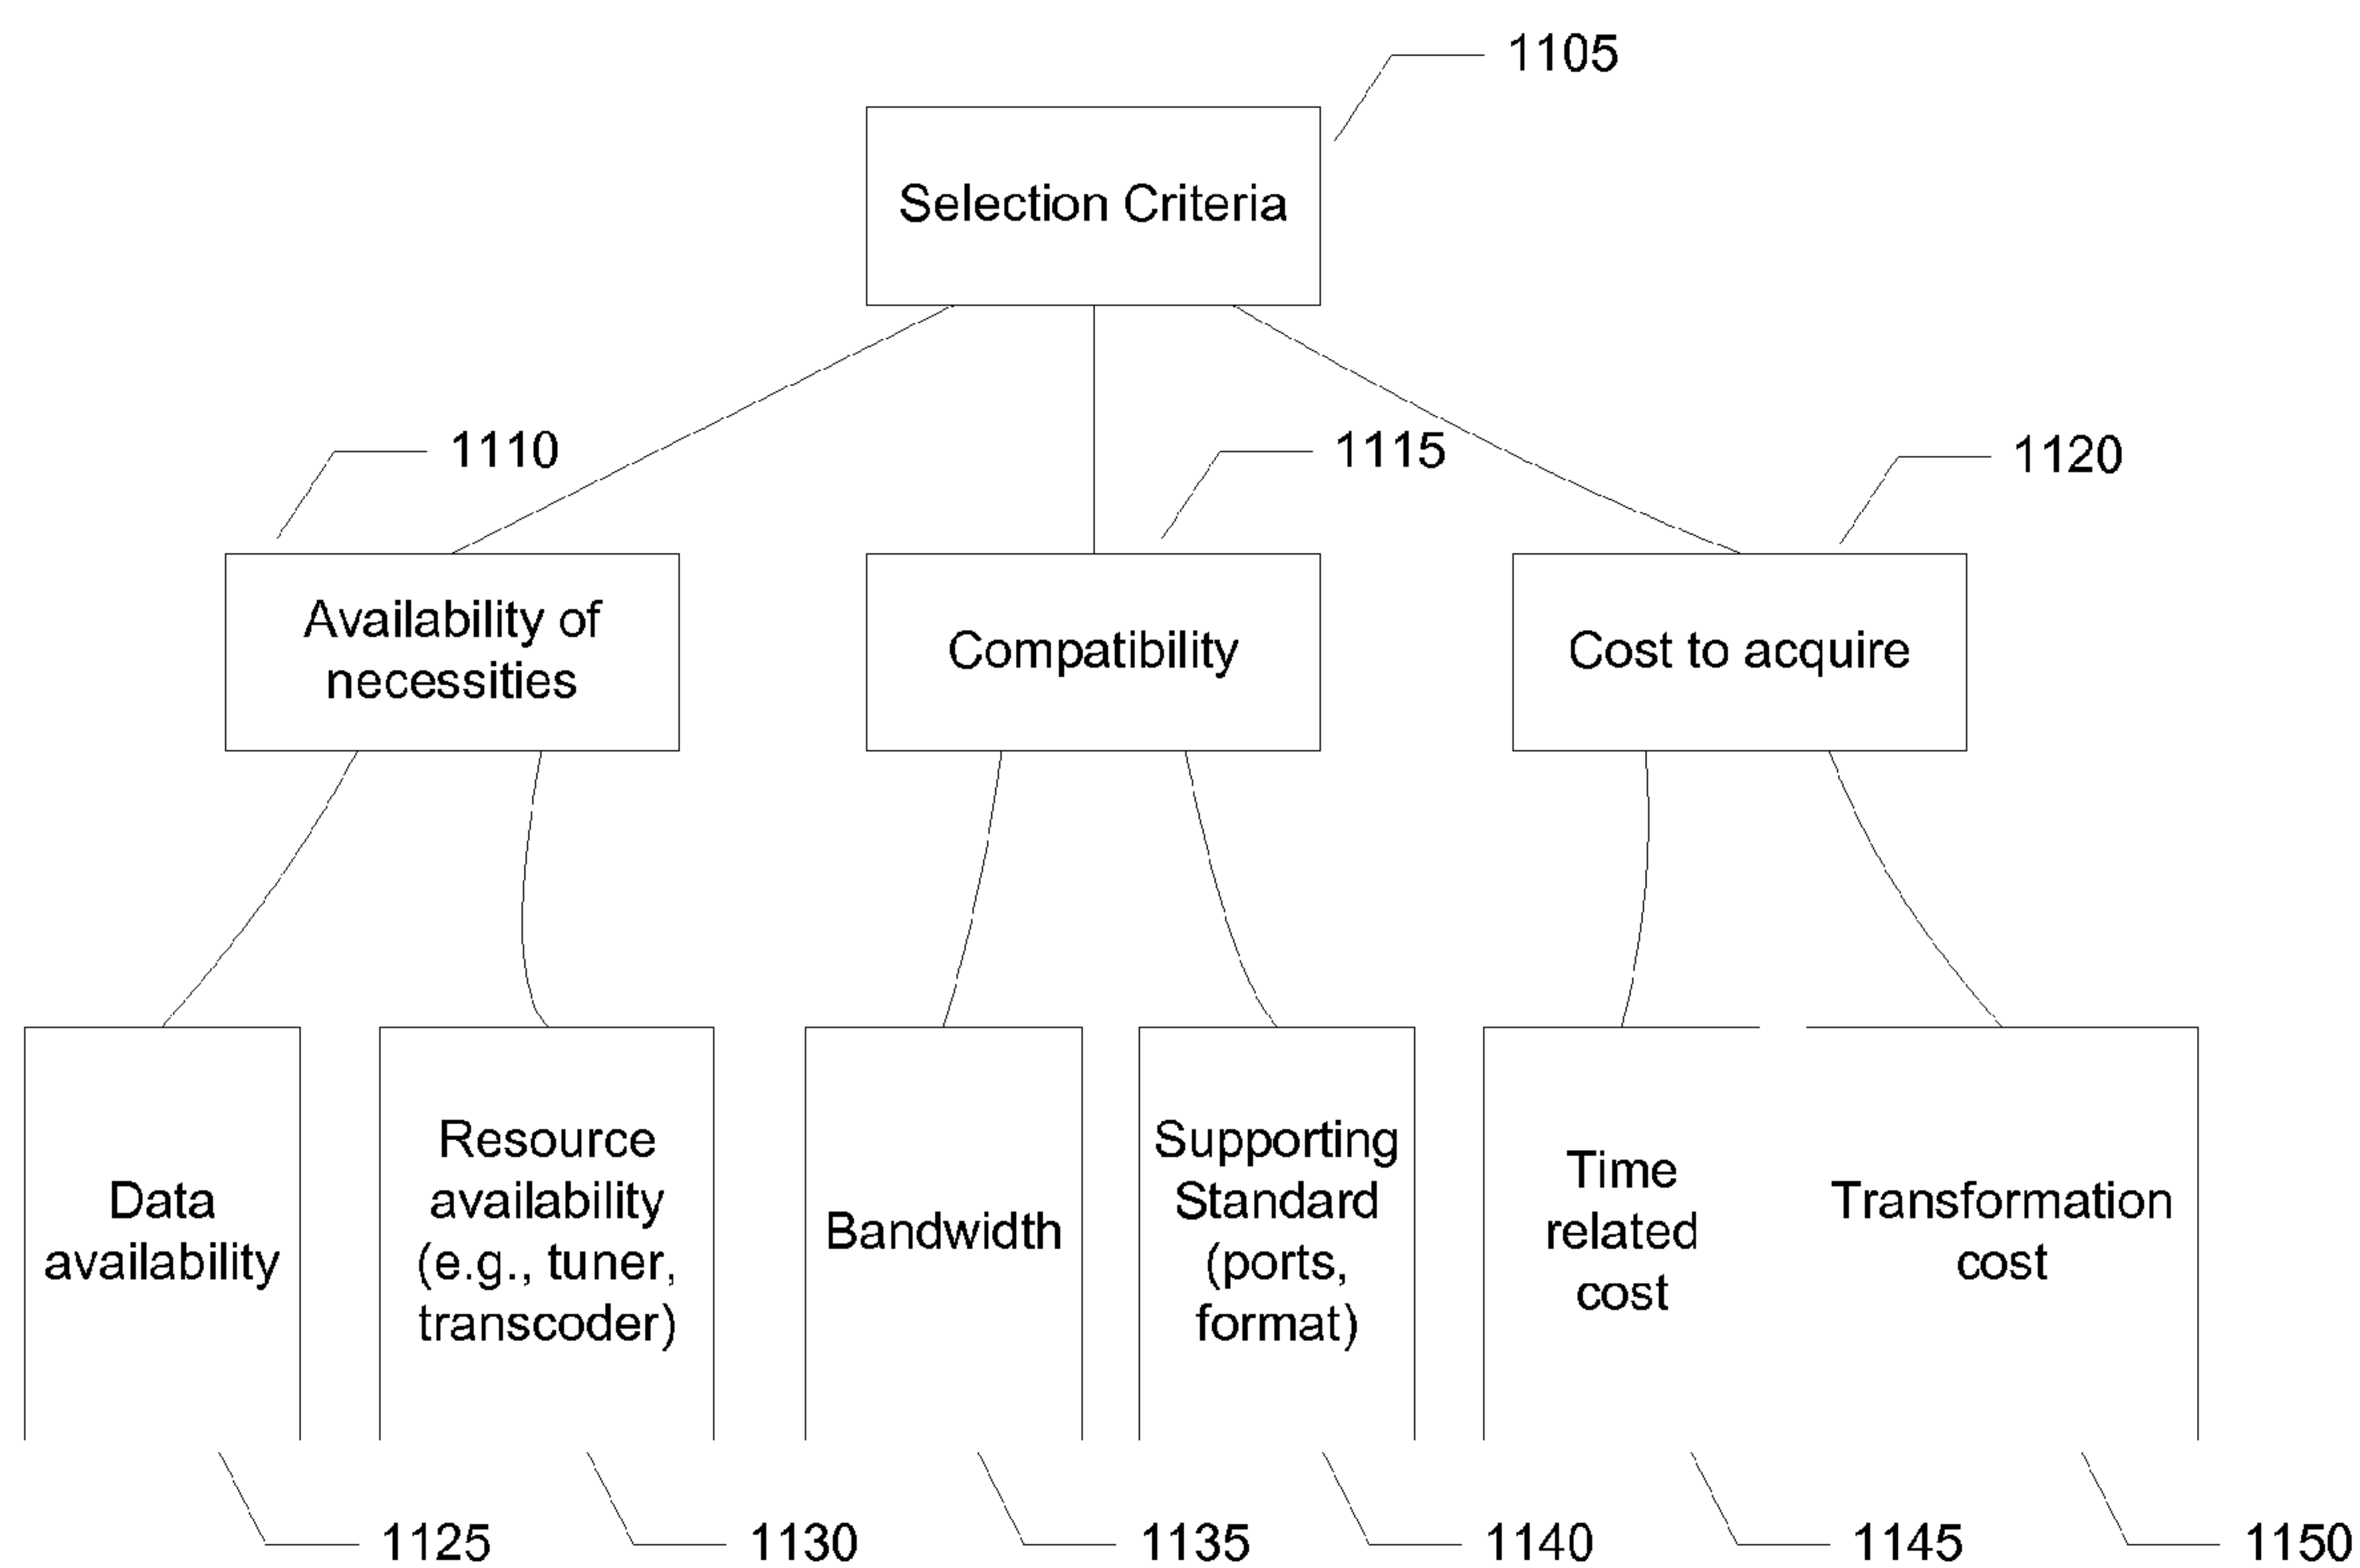 1105
Selection Criteria
1110
1115
1120
Availability of
necessities
Compatibility
Cost to acquire
Data
availability
Resource
availability
(e.g., tuner,
transcoder)
Bandwidth
Supporting
Standard
(ports,
format)
Time
related
cost
Transformation
cost
1125
1130
1135
1140
1145
1150